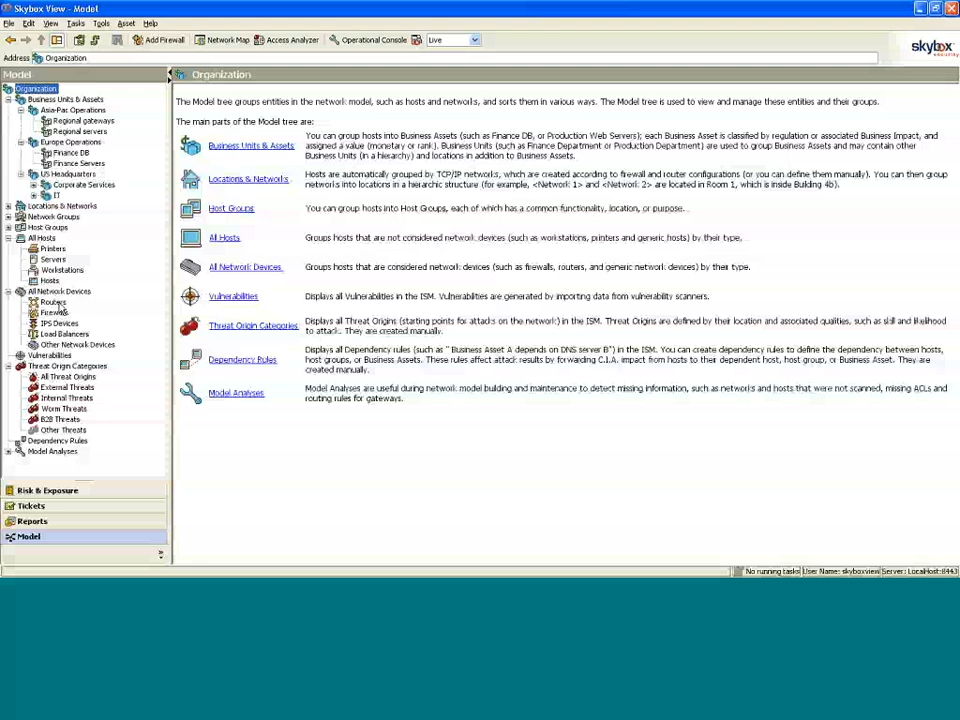 Skybox View - Model
File Edit View Tasks Tools Asset Help
Add Firewall Network Map Access Analyzer Operational Console Live
skybox
security
Address Organization
Model
Organization
Business Units & Assets
Asia-Pac Operations
Regional gateways
Regional servers
Europe Operations
Finance DB
Finance Servers
US Headquarters
Corporate Services
IT
Locations & Networks
Network Groups
Host Groups
All Hosts
Printers
Servers
Workstations
Hosts
All Network Devices
Routers
Firewalls
IPS Devices
Load Balancers
Other Network Devices
Vulnerabilities
Threat Origin Categories
All Threat Origins
External Threats
Internal Threats
Worm Threats
B2B Threats
Other Threats
Dependency Rules
Model Analyses
Risk & Exposure
Tickets
Reports
Model
Organization
The Model tree groups entities in the network model, such as hosts and networks, and sorts them in various ways. The Model tree is used to view and manage these entities and their groups.
The main parts of the Model tree are:
Business Units & Assets
You can group hosts into Business Assets (such as Finance DB, or Production Web Servers); each Business Asset is classified by regulation or associated Business Impact, and
assigned a value (monetary or rank). Business Units (such as Finance Department or Production Department) are used to group Business Assets and may contain other
Business Units (in a hierarchy) and locations in addition to Business Assets.
Locations & Networks
Hosts are automatically grouped by TCP/IP networks, which are created according to firewall and router configurations (or you can define them manually). You can then group
networks into locations in a hierarchic structure (for example, <Network 1> and <Network 2> are located in Room 1, which is inside Building 4b).
Host Groups
You can group hosts into Host Groups, each of which has a common functionality, location, or purpose.
All Hosts
Groups hosts that are not considered network devices (such as workstations, printers and generic hosts) by their type.
All Network Devices
Groups hosts that are considered network devices (such as firewalls, routers, and generic network devices) by their type.
Vulnerabilities
Displays all Vulnerabilities in the ISM. Vulnerabilities are generated by importing data from vulnerability scanners.
Threat Origin Categories
Displays all Threat Origins (starting points for attacks on the network) in the ISM. Threat Origins are defined by their location and associated qualities, such as skill and likelihood
to attack. They are created manually.
Dependency Rules
Displays all Dependency rules (such as " Business Asset A depends on DNS server B") in the ISM. You can create dependency rules to define the dependency between hosts,
host groups, or Business Assets. These rules affect attack results by forwarding C.I.A. impact from hosts to their dependent host, host group, or Business Asset. They are
created manually.
Model Analyses
Model Analyses are useful during network model building and maintenance to detect missing information, such as networks and hosts that were not scanned, missing ACLs and
routing rules for gateways.
No running tasks User Name: skyboxview Server: LocalHost:8443